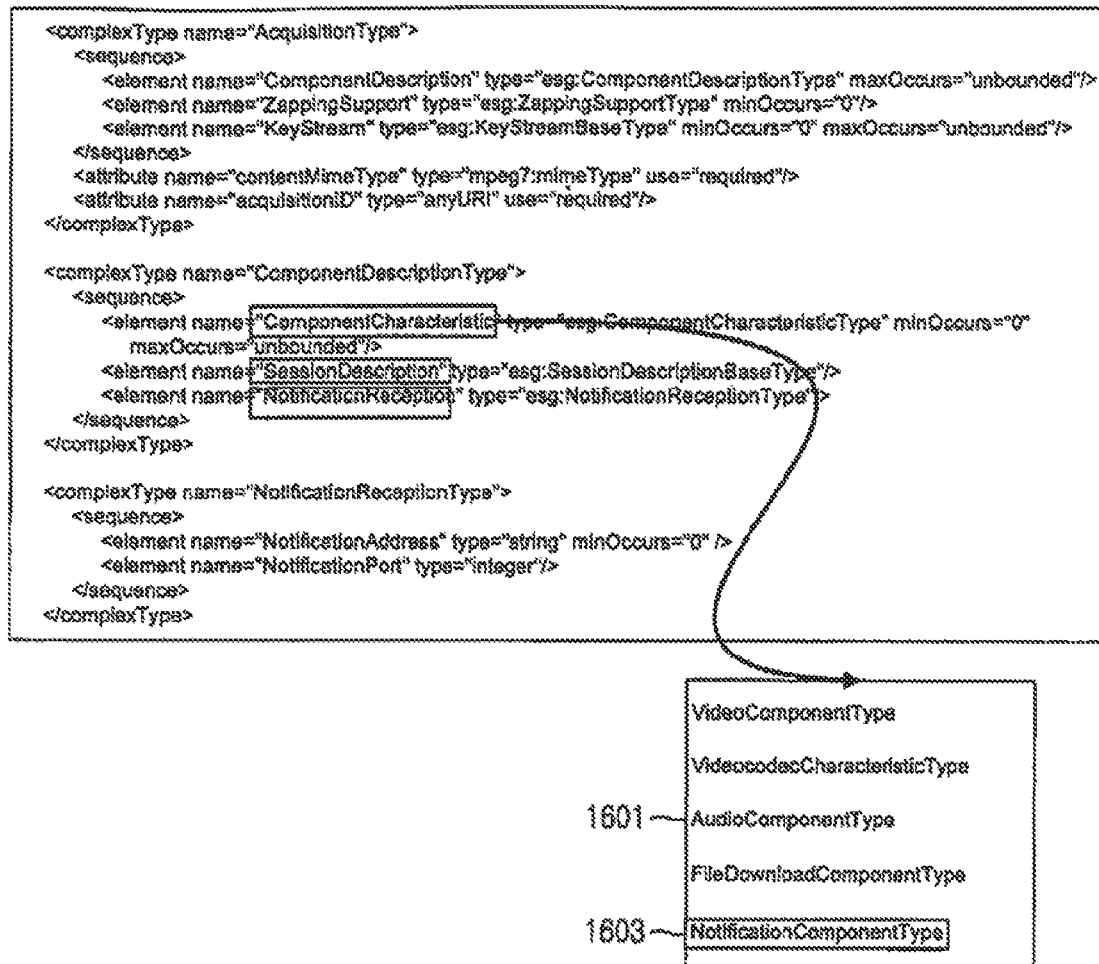 <complexType name="AcquisitionType">
<sequence>
<element name="ComponentDescription" type="esg:ComponentDescriptionType" maxOccurs="unbounded"/>
<element name="ZappingSupport" type="esg:ZappingSupportType" minOccurs="0"/>
<element name="KeyStream" type="esg:KeyStreamBaseType" minOccurs="0" maxOccurs="unbounded"/>
</sequence>
<attribute name="contentMimeType" type="mpeg7:mimeType" use="required"/>
<attribute name="acquisitionID" type="anyURI" use="required"/>
</complexType>
<complexType name="ComponentDescriptionType">
<sequence>
<element name="ComponentCharacteristic" type="esg:ComponentCharacteristicType" minOccurs="0"
maxOccurs="unbounded"/>
<element name="SessionDescription" type="esg:SessionDescriptionBaseType"/>
<element name="NotificationReception" type="esg:NotificationReceptionType"/>
</sequence>
</complexType>
<complexType name="NotificationReceptionType">
<sequence>
<element name="NotificationAddress" type="string" minOccurs="0" />
<element name="NotificationPort" type="integer"/>
</sequence>
</complexType>
VideoComponentType
VideocodecCharacteristicType
1601 AudioComponentType
FileDownloadComponentType
1603 NotificationComponentType